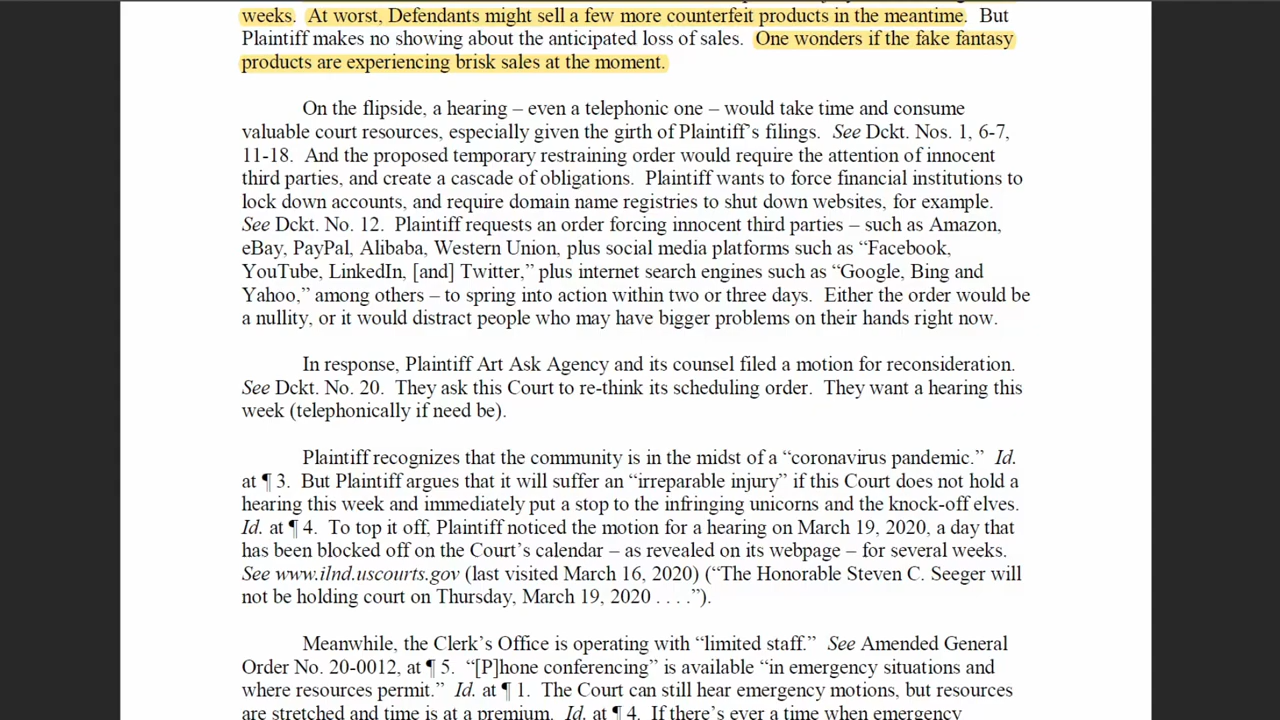 weeks. At worst, Defendants might sell a few more counterfeit products in the meantime. But
Plaintiff makes no showing about the anticipated loss of sales. One wonders if the fake fantasy
products are experiencing brisk sales at the moment.
On the flipside, a hearing – even a telephonic one – would take time and consume
valuable court resources, especially given the girth of Plaintiff’s filings. See Dckt. Nos. 1, 6-7,
11-18. And the proposed temporary restraining order would require the attention of innocent
third parties, and create a cascade of obligations. Plaintiff wants to force financial institutions to
lock down accounts, and require domain name registries to shut down websites, for example.
See Dckt. No. 12. Plaintiff requests an order forcing innocent third parties – such as Amazon,
eBay, PayPal, Alibaba, Western Union, plus social media platforms such as “Facebook,
YouTube, LinkedIn, [and] Twitter,” plus internet search engines such as “Google, Bing and
Yahoo,” among others – to spring into action within two or three days. Either the order would be
a nullity, or it would distract people who may have bigger problems on their hands right now.
In response, Plaintiff Art Ask Agency and its counsel filed a motion for reconsideration.
See Dckt. No. 20. They ask this Court to re-think its scheduling order. They want a hearing this
week (telephonically if need be).
Plaintiff recognizes that the community is in the midst of a “coronavirus pandemic.” Id.
at ¶ 3. But Plaintiff argues that it will suffer an “irreparable injury” if this Court does not hold a
hearing this week and immediately put a stop to the infringing unicorns and the knock-off elves.
Id. at ¶ 4. To top it off, Plaintiff noticed the motion for a hearing on March 19, 2020, a day that
has been blocked off on the Court’s calendar – as revealed on its webpage – for several weeks.
See www.ilnd.uscourts.gov (last visited March 16, 2020) (“The Honorable Steven C. Seeger will
not be holding court on Thursday, March 19, 2020 . . . .”).
Meanwhile, the Clerk’s Office is operating with “limited staff.” See Amended General
Order No. 20-0012, at ¶ 5. “[P]hone conferencing” is available “in emergency situations and
where resources permit.” Id. at ¶ 1. The Court can still hear emergency motions, but resources
are stretched and time is at a premium. Id. at ¶ 4. If there’s ever a time when emergency